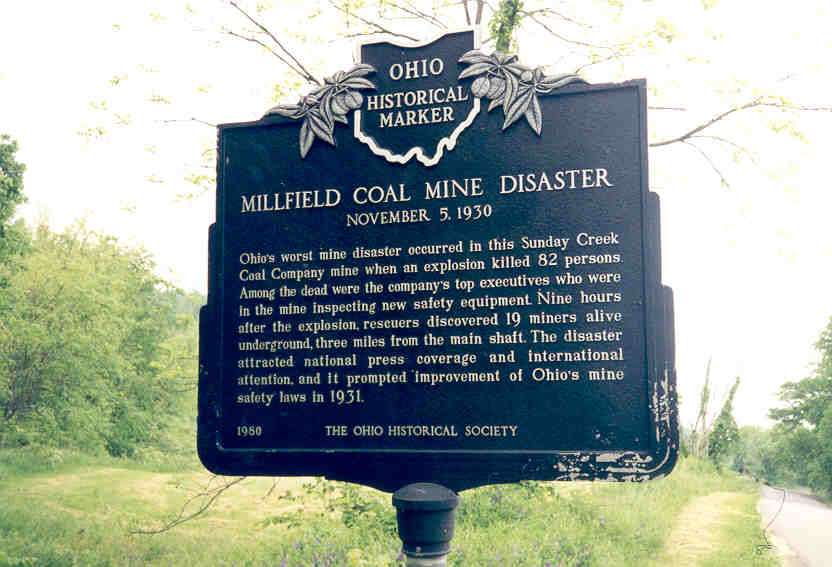 OHIO
HISTORICAL
MARKER
MILLFIELD COAL MINE DISASTER
NOVEMBER 5, 1930
Ohio's worst mine disaster occurred in this Sunday Creek
Coal Company mine when an explosion killed 82 persons.
Among the dead were the company's top executives who were
in the mine inspecting new safety equipment. Nine hours
after the explosion, rescuers discovered 19 miners alive
underground, three miles from the main shaft. The disaster
attracted national press coverage and international
attention, and it prompted improvement of Ohio's mine
safety laws in 1931.
1980 THE OHIO HISTORICAL SOCIETY